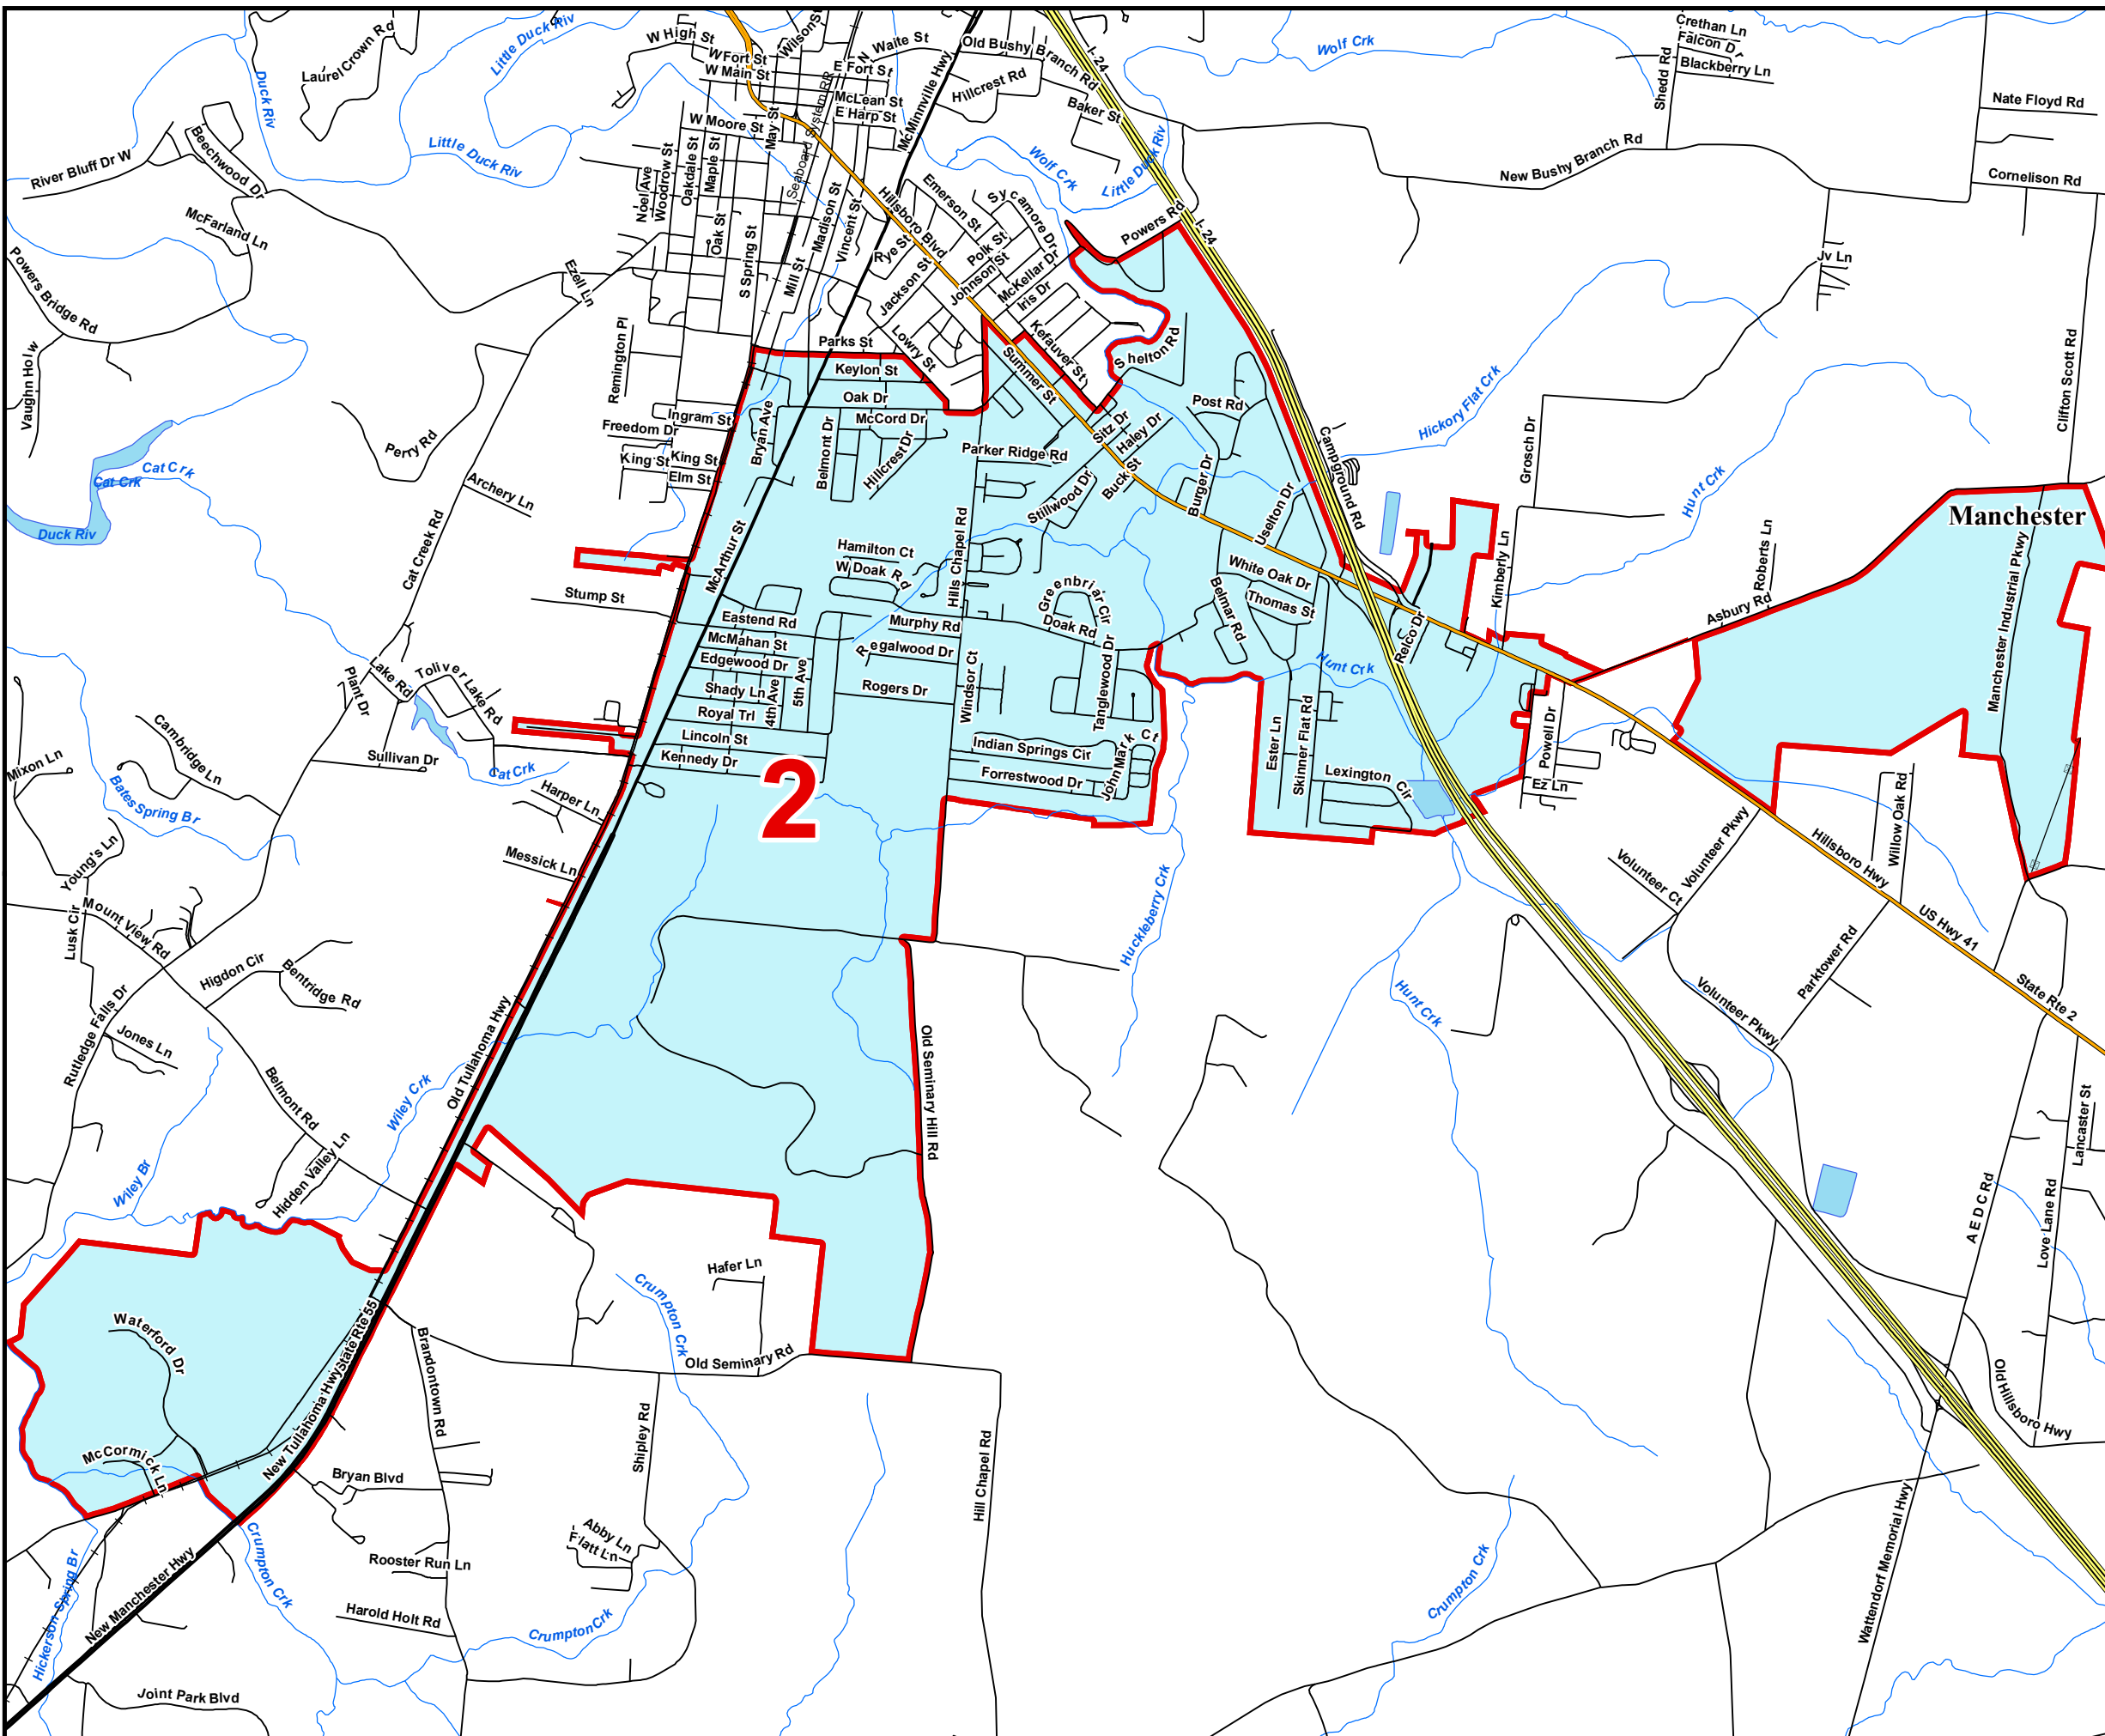 Laurel Crown Rd
Little Duck Riv
W High St
Wilson St
N
Waite St
Old Bushy Branch Rd
I-24
Wolf Crk
Crethan Ln
Falcon Dr
Blackberry Ln
Shedd Rd
Nate Floyd Rd
W Fort St
W Main St
E Fort St
McLean St
E Harp St
McMinnville Hwy
Hillcrest Rd
Baker St
Duck Riv
Little Duck Riv
W Moore St
May St
Seaboard System RR
Wolf Crk
Little Duck Riv
New Bushy Branch Rd
Cornelison Rd
River Bluff Dr W
Beechwood Dr
McFarland Ln
Noel Ave
Woodrow St
Oakdale St
Maple St
Oak St
S Spring St
Mill St
Madison St
Vincent St
Hillsboro Blvd
Rye St
Emerson St
Sycamore Dr
Polk St
Johnson St
McKellar Dr
Iris Dr
Jackson St
Powers Rd
I-24
Jv Ln
Powers Bridge Rd
Ezell Ln
Vaughn Holw
Remington Pl
Parks St
Lowry St
Keylon St
Summer St
Kefauver St
Shelton Rd
Clifton Scott Rd
Hickory Flat Crk
Oak Dr
McCord Dr
Post Rd
Perry Rd
Ingram St
Freedom Dr
King St
King St
Elm St
Bryan Ave
Belmont Dr
Hillcrest Dr
Parker Ridge Rd
Sitz Dr
Haley Dr
Buck St
Stillwood Dr
Burger Dr
Uselton Dr
Campground Rd
Grosch Dr
Hunt Crk
Cat Crk
Cat Crk
Duck Riv
Archery Ln
Cat Creek Rd
McArthur St
Hamilton Ct
W Doak Rd
Hills Chapel Rd
Manchester
Manchester Industrial Pkwy
Roberts Ln
Asbury Rd
Kimberly Ln
Stump St
Eastend Rd
McMahan St
Edgewood Dr
Shady Ln
Royal Trl
Lincoln St
Kennedy Dr
4th Ave
5th Ave
Murphy Rd
Regalwood Dr
Rogers Dr
Windsor Ct
Greenbriar Cir
Doak Rd
Tanglewood Dr
White Oak Dr
Thomas St
Belmar Rd
Relco Dr
Hunt Crk
Plant Dr
Lake Rd
Toliver Lake Rd
Sullivan Dr
Cat Crk
Indian Springs Cir
Forrestwood Dr
John Mark Ct
Ester Ln
Skinner Flat Rd
Lexington Cir
Powell Dr
Ez Ln
Mixon Ln
Cambridge Ln
Bates Spring Br
Harper Ln
2
Young's Ln
Messick Ln
Volunteer Pkwy
Volunteer Ct
Hillsboro Hwy
Willow Oak Rd
US Hwy 41
State Rte 2
Lusk Cir
Mount View Rd
Higdon Cir
Bentridge Rd
Huckleberry Crk
Hunt Crk
Volunteer Pkwy
Parktower Rd
Rutledge Falls Dr
Jones Ln
Old Tullahoma Hwy
Old Seminary Hill Rd
Belmont Rd
Wiley Crk
Hidden Valley Ln
Wiley Br
Lancaster St
A E D C Rd
Love Lane Rd
Hafer Ln
Crumpton Crk
Waterford Dr
New Tullahoma Hwy
State Rte 55
Brandontown Rd
Old Seminary Rd
Old Hillsboro Hwy
McCormick Ln
Bryan Blvd
Shipley Rd
Hill Chapel Rd
Wattendorf Memorial Hwy
Abby Ln
Flatt Ln
Rooster Run Ln
Crumpton Crk
New Manchester Hwy
Hickerson Spring Br
Harold Holt Rd
Crumpton Crk
Crumpton Crk
Joint Park Blvd